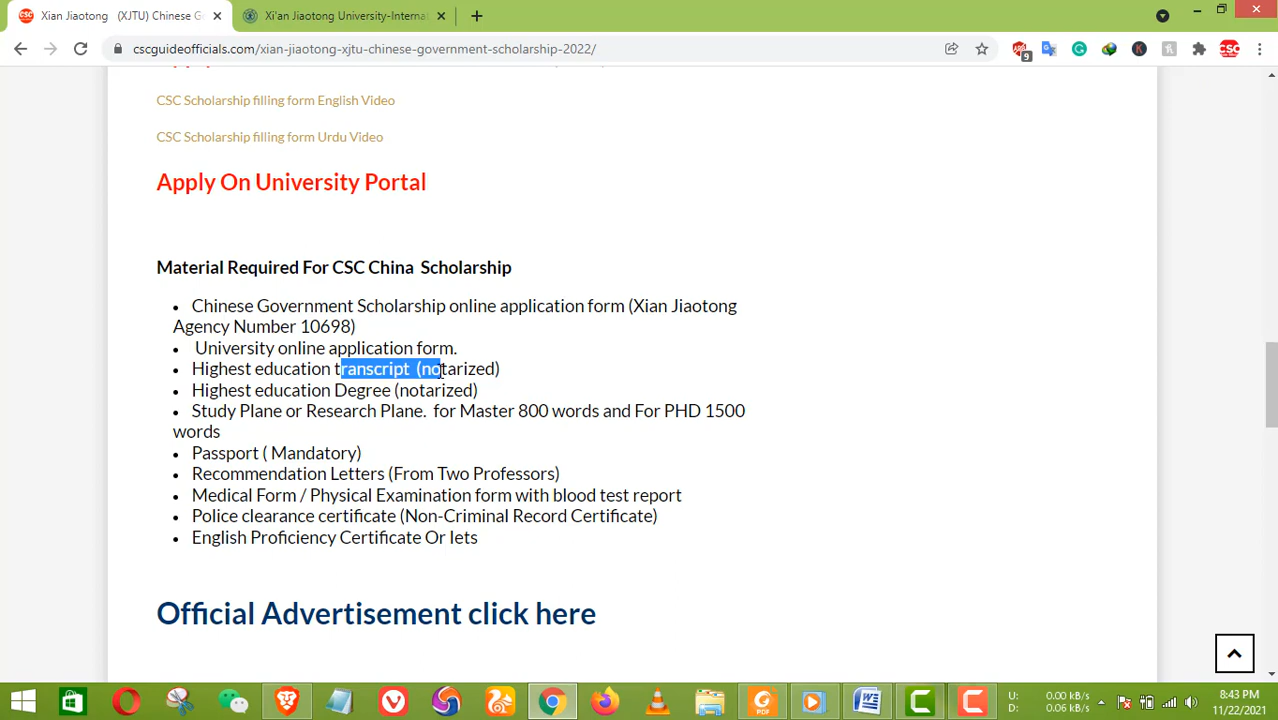 Xian Jiaotong (XJTU) Chinese G
Xi'an Jiaotong University-Interna
cscguideofficials.com/xian-jiaotong-xjtu-chinese-government-scholarship-2022/
9
CSC
CSC Scholarship filling form English Video
CSC Scholarship filling form Urdu Video
Apply On University Portal
Material Required For CSC China Scholarship
• Chinese Government Scholarship online application form (Xian Jiaotong
Agency Number 10698)
• University online application form.
• Highest education transcript (notarized)
• Highest education Degree (notarized)
• Study Plane or Research Plane. for Master 800 words and For PHD 1500
words
• Passport ( Mandatory)
• Recommendation Letters (From Two Professors)
• Medical Form / Physical Examination form with blood test report
• Police clearance certificate (Non-Criminal Record Certificate)
• English Proficiency Certificate Or Iets
Official Advertisement click here
U: 0.00 kB/s
D: 0.06 kB/s
8:43 PM
11/22/2021